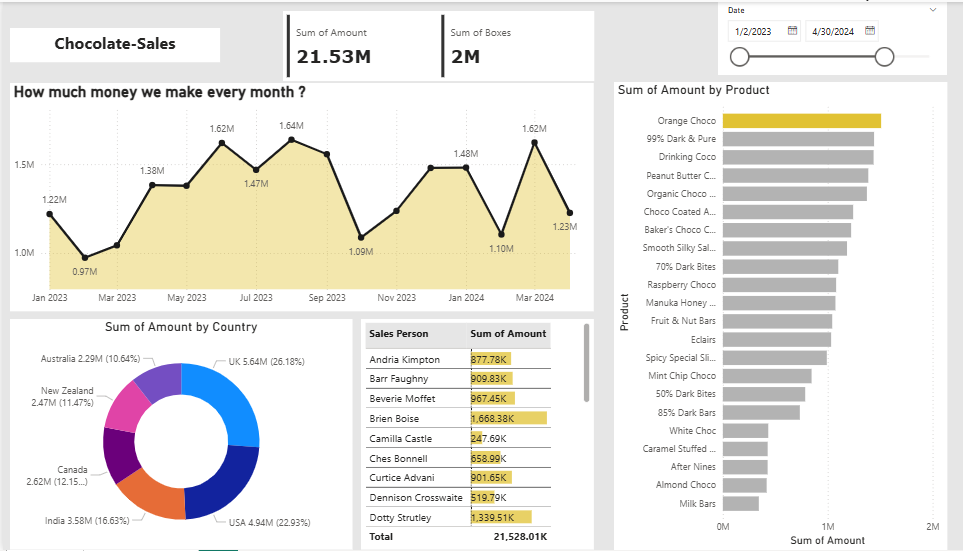 Date
1/2/2023 4/30/2024
Chocolate-Sales
Sum of Amount
21.53M
Sum of Boxes
2M
How much money we make every month ?
1.5M
1.0M
1.22M
0.97M
1.38M
1.62M
1.47M
1.64M
1.09M
1.48M
1.10M
1.62M
1.23M
Jan 2023 Mar 2023 May 2023 Jul 2023 Sep 2023 Nov 2023 Jan 2024 Mar 2024
Sum of Amount by Product
Product
Orange Choco
99% Dark & Pure
Drinking Coco
Peanut Butter C...
Organic Choco ...
Choco Coated A...
Baker's Choco C...
Smooth Silky Sal...
70% Dark Bites
Raspberry Choco
Manuka Honey ...
Fruit & Nut Bars
Eclairs
Spicy Special Sli...
Mint Chip Choco
50% Dark Bites
85% Dark Bars
White Choc
Caramel Stuffed ...
After Nines
Almond Choco
Milk Bars
0M 1M 2M
Sum of Amount
Sum of Amount by Country
Australia 2.29M (10.64%)
UK 5.64M (26.18%)
New Zealand
2.47M (11.47%)
Canada
2.62M (12.15...)
India 3.58M (16.63%)
USA 4.94M (22.93%)
Sales Person Sum of Amount
Andria Kimpton 877.78K
Barr Faughny 909.83K
Beverie Moffet 967.45K
Brien Boise 1,668.38K
Camilla Castle 247.69K
Ches Bonnell 658.99K
Curtice Advani 901.65K
Dennison Crosswaite 519.79K
Dotty Strutley 1,339.51K
Total 21,528.01K